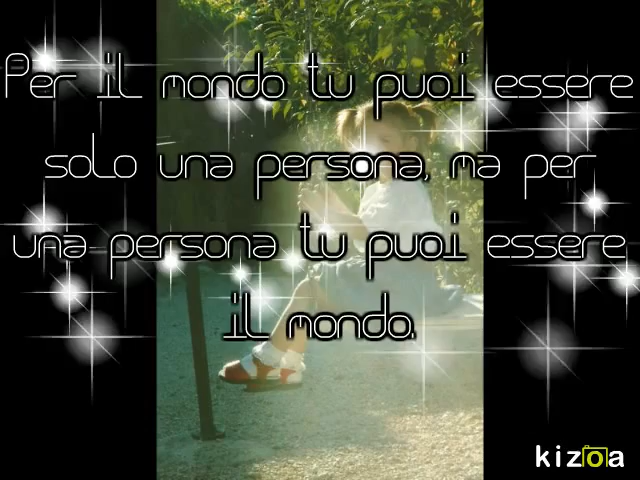 Per il mondo tu puoi essere
solo una persona, ma per
una persona tu puoi essere
il mondo.
kizoa